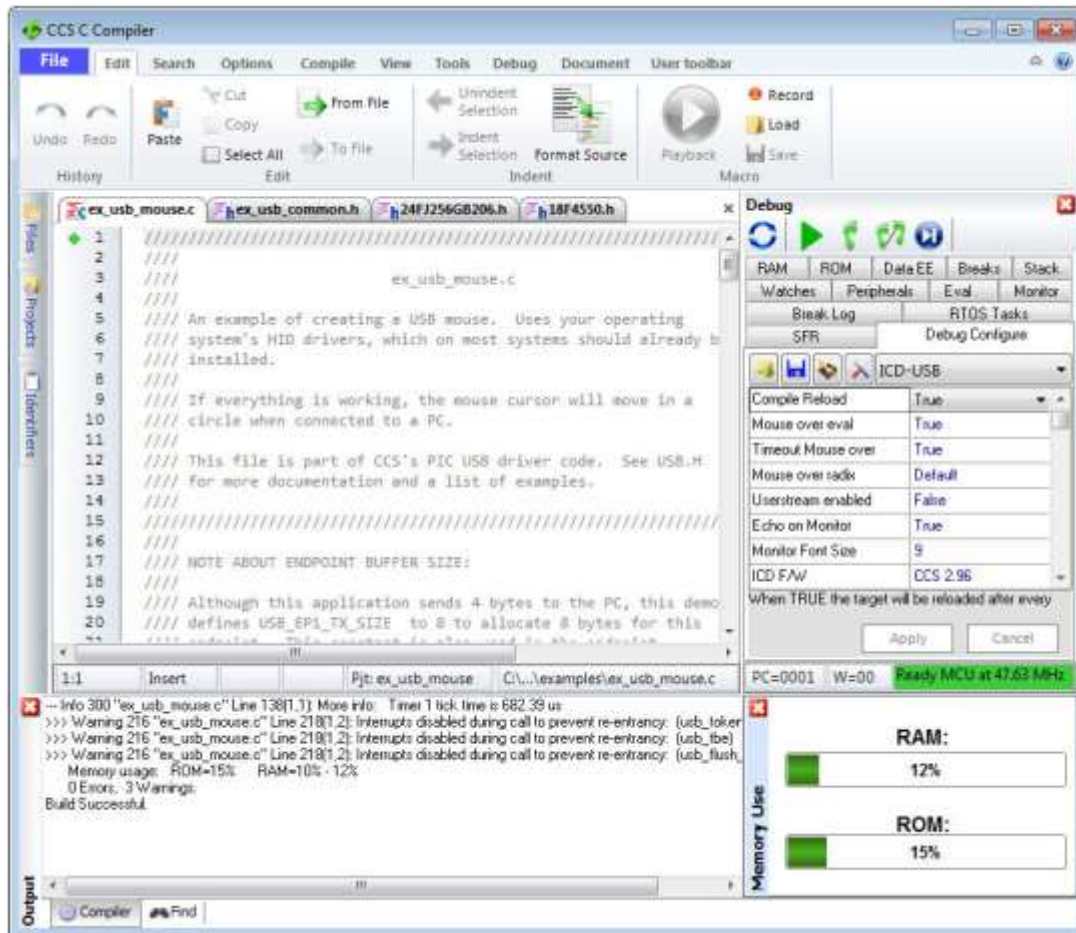 CCS C Compiler
File Edit Search Options Compile View Tools Debug Document User toolbar
Undo Redo
Paste
Cut
Copy
Select All
From File
To File
Unindent Selection
Indent Selection
Format Source
Playback
Record
Load
Save
History Edit Indent Macro
Files
Projects
Identifiers
ex_usb_mouse.c ex_usb_common.h 24FJ256GB206.h 18F4550.h
1 ///////////////////////////////////////////////////////////////////
2 ////
3 //// ex_usb_mouse.c
4 ////
5 //// An example of creating a USB mouse. Uses your operating
6 //// system's HID drivers, which on most systems should already b
7 //// installed.
8 ////
9 //// If everything is working, the mouse cursor will move in a
10 //// circle when connected to a PC.
11 ////
12 //// This file is part of CCS's PIC USB driver code. See USB.H
13 //// for more documentation and a list of examples.
14 ////
15 ///////////////////////////////////////////////////////////////////
16 ////
17 //// NOTE ABOUT ENDPOINT BUFFER SIZE:
18 ////
19 //// Although this application sends 4 bytes to the PC, this demo
20 //// defines USB_EP1_TX_SIZE to 8 to allocate 8 bytes for this
1:1 Insert Pjt: ex_usb_mouse C:\...\examples\ex_usb_mouse.c
Debug
RAM ROM Data EE Breaks Stack
Watches Peripherals Eval Monitor
Break Log RTOS Tasks
SFR Debug Configure
ICD-USB
Compile Reload True
Mouse over eval True
Timeout Mouse over True
Mouse over radix Default
Userstream enabled False
Echo on Monitor True
Monitor Font Size 9
ICD F/W CCS 2.96
When TRUE the target will be reloaded after every
Apply Cancel
PC=0001 W=00 Ready MCU at 47.63 MHz
--- Info 300 "ex_usb_mouse.c" Line 138(1,1): More info: Timer 1 tick time is 682.39 us
>>> Warning 216 "ex_usb_mouse.c" Line 218(1,2): Interrupts disabled during call to prevent re-entrancy: (usb_token
>>> Warning 216 "ex_usb_mouse.c" Line 218(1,2): Interrupts disabled during call to prevent re-entrancy: (usb_tbe)
>>> Warning 216 "ex_usb_mouse.c" Line 218(1,2): Interrupts disabled during call to prevent re-entrancy: (usb_flush_
Memory usage: ROM=15% RAM=10% - 12%
0 Errors, 3 Warnings.
Build Successful.
Output
Compiler Find
Memory Use
RAM:
12%
ROM:
15%